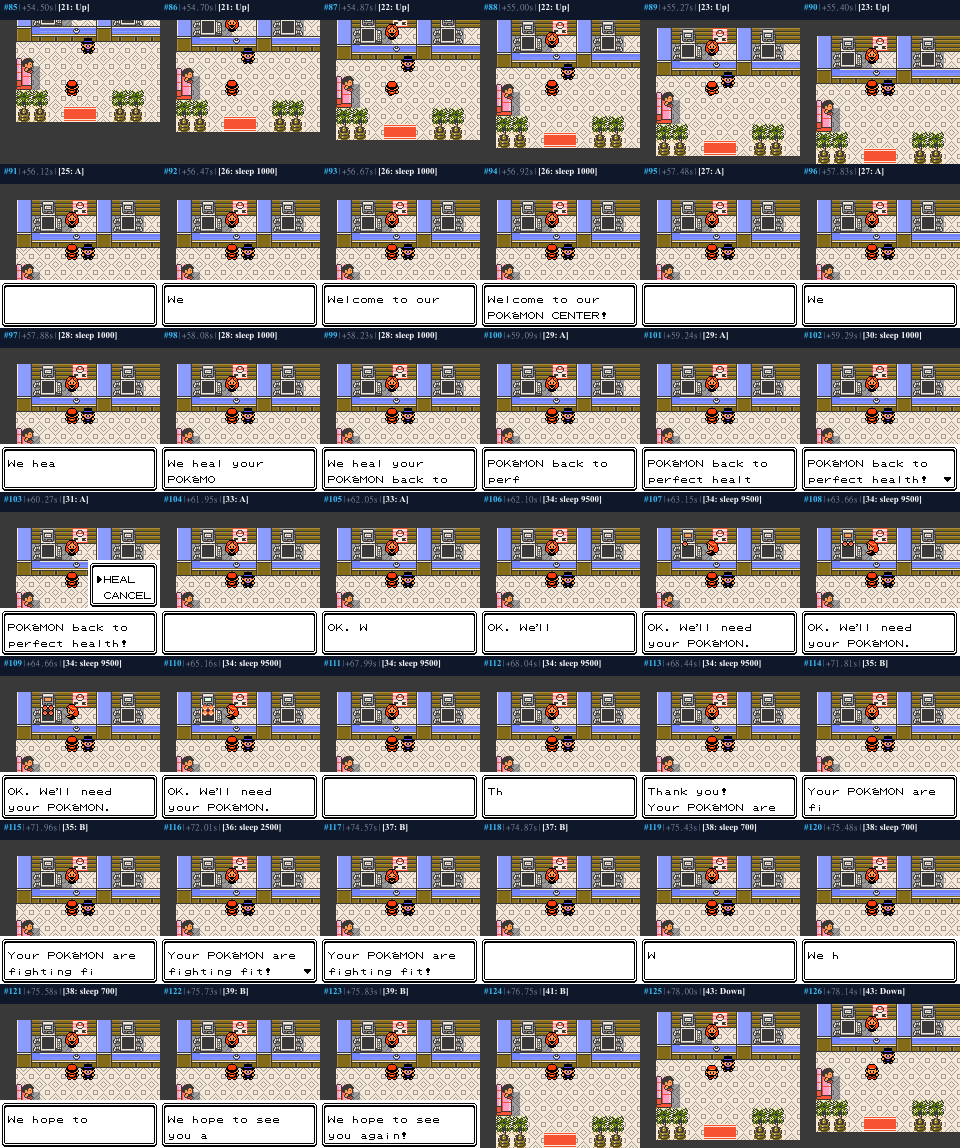 #85|+54.50s|[21: Up]
#86|+54.70s|[21: Up]
#87|+54.87s|[22: Up]
#88|+55.00s|[22: Up]
#89|+55.27s|[23: Up]
#90|+55.40s|[23: Up]
#91|+56.12s|[25: A]
#92|+56.47s|[26: sleep 1000]
#93|+56.67s|[26: sleep 1000]
#94|+56.92s|[26: sleep 1000]
#95|+57.48s|[27: A]
#96|+57.83s|[27: A]
We
Welcome to our
Welcome to our
POKéMON CENTER!
We
#97|+57.88s|[28: sleep 1000]
#98|+58.08s|[28: sleep 1000]
#99|+58.23s|[28: sleep 1000]
#100|+59.09s|[29: A]
#101|+59.24s|[29: A]
#102|+59.29s|[30: sleep 1000]
We hea
We heal your
POKéMO
We heal your
POKéMON back to
POKéMON back to
perf
POKéMON back to
perfect healt
POKéMON back to
perfect health! ▼
#103|+60.27s|[31: A]
#104|+61.95s|[33: A]
#105|+62.05s|[33: A]
#106|+62.10s|[34: sleep 9500]
#107|+63.15s|[34: sleep 9500]
#108|+63.66s|[34: sleep 9500]
▶HEAL
CANCEL
POKéMON back to
perfect health!
OK. W
OK. We'll
OK. We'll need
your POKéMON.
OK. We'll need
your POKéMON.
#109|+64.66s|[34: sleep 9500]
#110|+65.16s|[34: sleep 9500]
#111|+67.99s|[34: sleep 9500]
#112|+68.04s|[34: sleep 9500]
#113|+68.44s|[34: sleep 9500]
#114|+71.81s|[35: B]
OK. We'll need
your POKéMON.
OK. We'll need
your POKéMON.
Th
Thank you!
Your POKéMON are
Your POKéMON are
fi
#115|+71.96s|[35: B]
#116|+72.01s|[36: sleep 2500]
#117|+74.57s|[37: B]
#118|+74.87s|[37: B]
#119|+75.43s|[38: sleep 700]
#120|+75.48s|[38: sleep 700]
Your POKéMON are
fighting fi
Your POKéMON are
fighting fit! ▼
Your POKéMON are
fighting fit!
W
We h
#121|+75.58s|[38: sleep 700]
#122|+75.73s|[39: B]
#123|+75.83s|[39: B]
#124|+76.75s|[41: B]
#125|+78.00s|[43: Down]
#126|+78.14s|[43: Down]
We hope to
We hope to see
you a
We hope to see
you again!